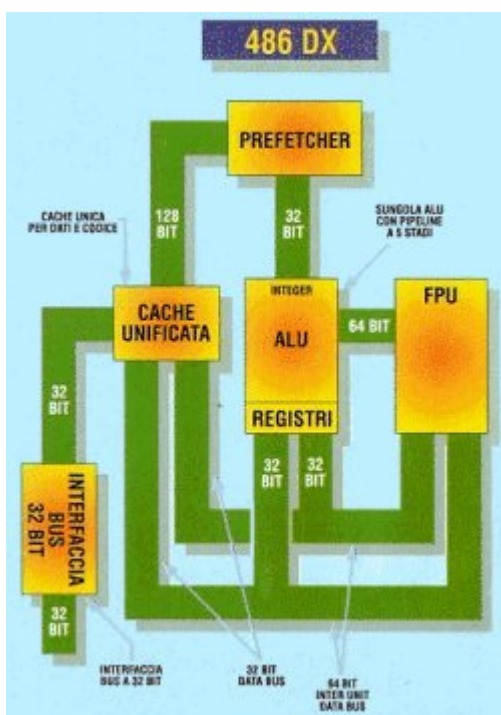 486 DX
PREFETCHER
CACHE UNICA
PER DATI E CODICE
128
BIT
32
BIT
SUNGOLA ALU
CON PIPELINE
A 5 STADI
CACHE
UNIFICATA
INTEGER
ALU
REGISTRI
64 BIT
FPU
32
BIT
32
BIT
32
BIT
INTERFACCIA
BUS
32 BIT
32
BIT
INTERFACCIA
BUS A 32 BIT
32 BIT
DATA BUS
64 BIT
INTER UNIT
DATA BUS